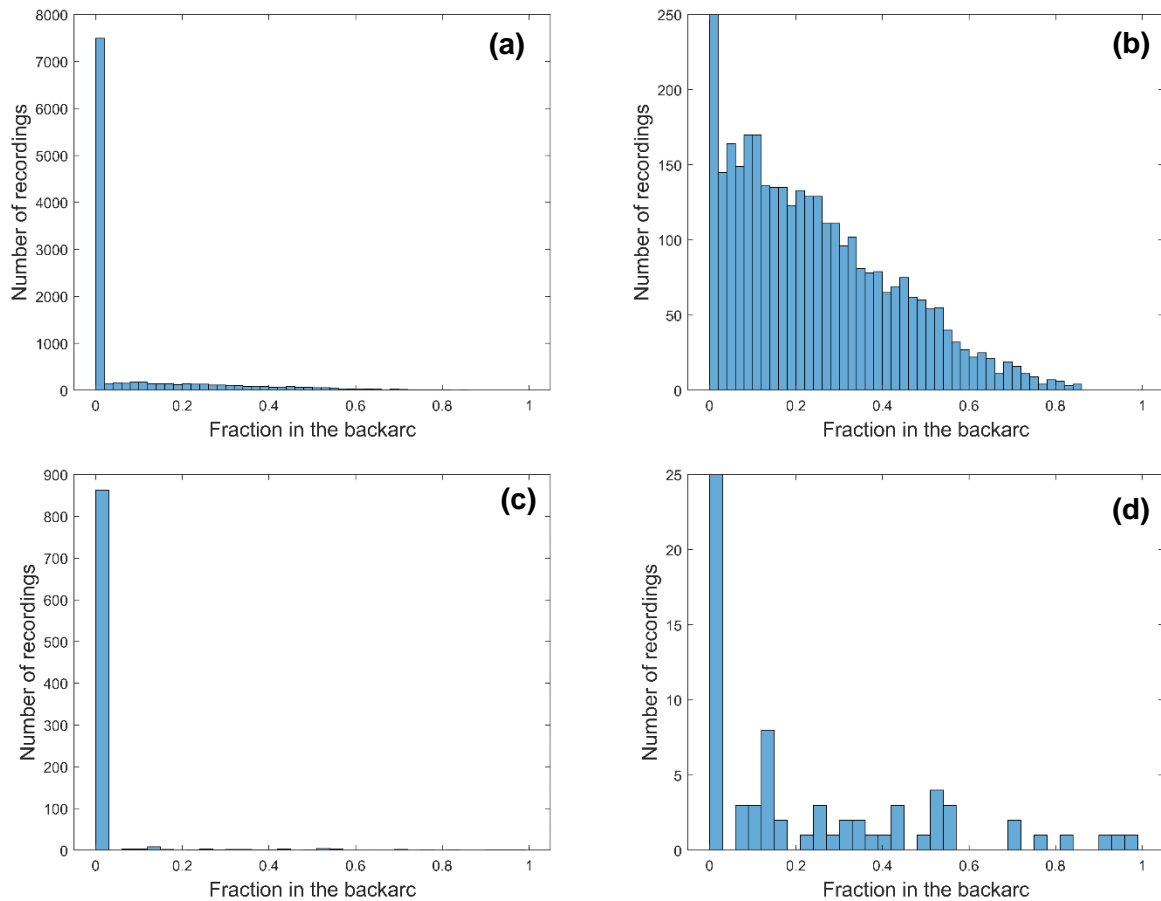 (a)
8000
7000
6000
5000
4000
3000
2000
1000
0
Number of recordings
0 0.2 0.4 0.6 0.8 1
Fraction in the backarc
(b)
250
200
150
100
50
0
Number of recordings
0 0.2 0.4 0.6 0.8 1
Fraction in the backarc
(c)
900
800
700
600
500
400
300
200
100
0
Number of recordings
0 0.2 0.4 0.6 0.8 1
Fraction in the backarc
(d)
25
20
15
10
5
0
Number of recordings
0 0.2 0.4 0.6 0.8 1
Fraction in the backarc